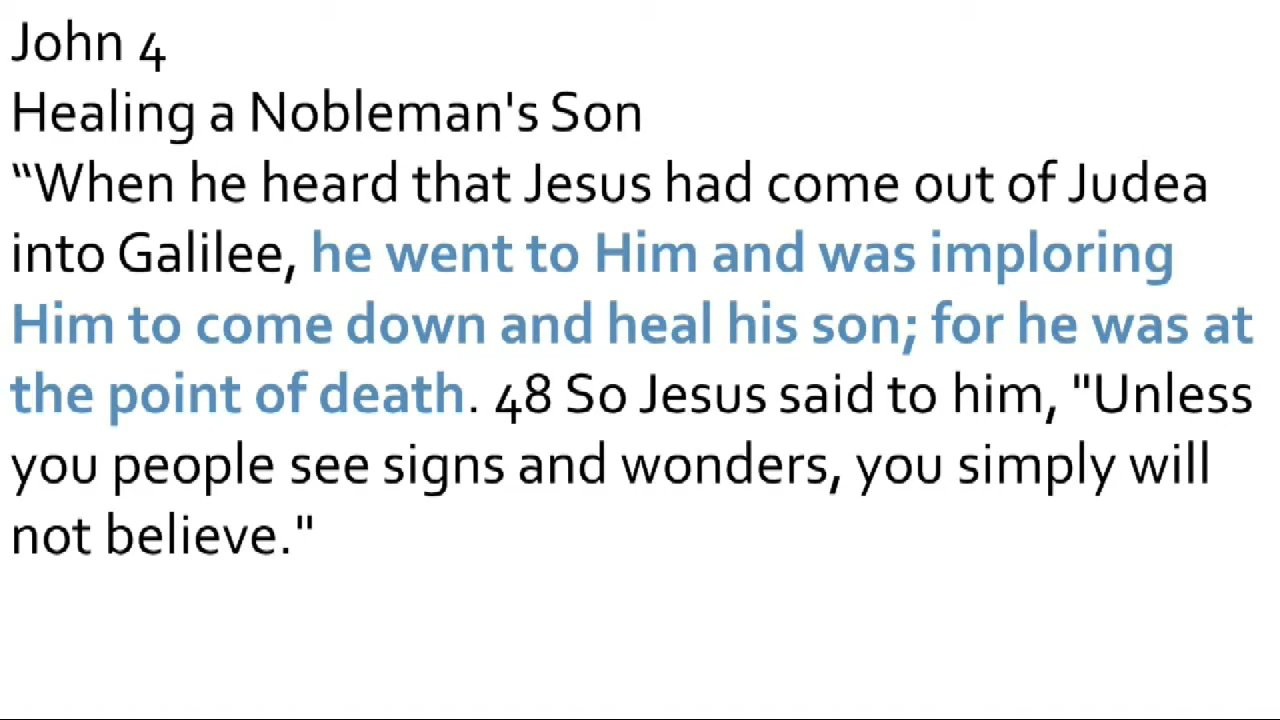 John 4
Healing a Nobleman's Son
“When he heard that Jesus had come out of Judea
into Galilee, he went to Him and was imploring
Him to come down and heal his son; for he was at
the point of death. 48 So Jesus said to him, "Unless
you people see signs and wonders, you simply will
not believe."